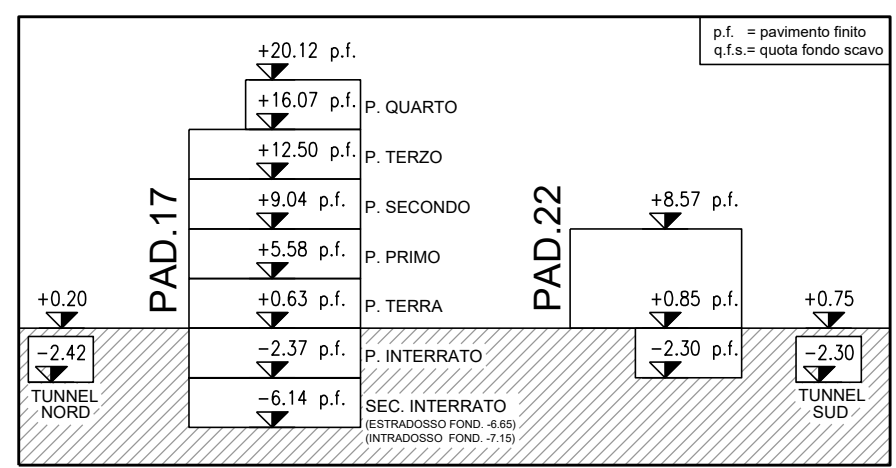 p.f. = pavimento finito
q.f.s.= quota fondo scavo
+20.12 p.f.
+16.07 p.f.
P. QUARTO
+12.50 p.f.
P. TERZO
PAD.17
+9.04 p.f.
P. SECONDO
+5.58 p.f.
P. PRIMO
+0.63 p.f.
P. TERRA
-2.37 p.f.
P. INTERRATO
-6.14 p.f.
SEC. INTERRATO
(ESTRADOSSO FOND. -6.65)
(INTRADOSSO FOND. -7.15)
+0.20
-2.42
TUNNEL
NORD
PAD.22
+8.57 p.f.
+0.85 p.f.
-2.30 p.f.
+0.75
-2.30
TUNNEL
SUD